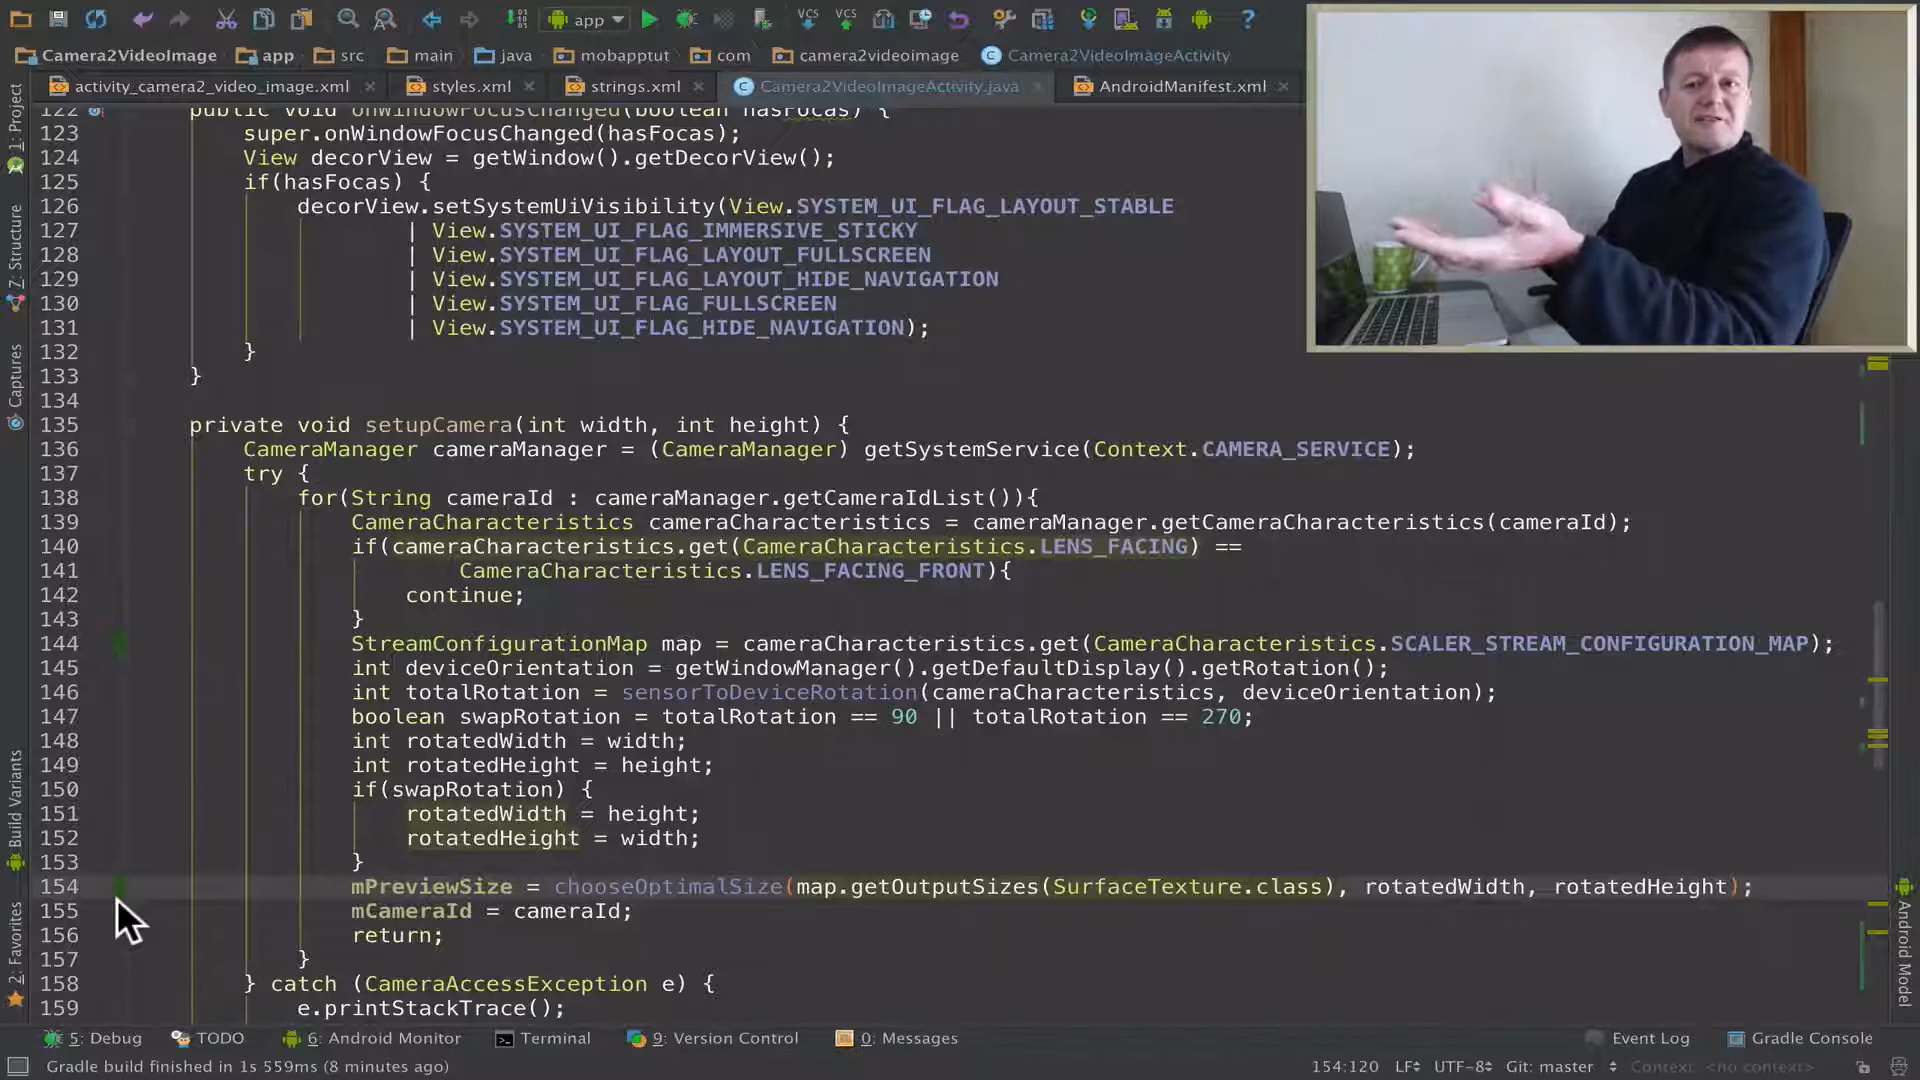 app
Camera2VideoImage app src main java mobapptut com camera2videoimage Camera2VideoImageActivity
activity_camera2_video_image.xml styles.xml strings.xml Camera2VideoImageActivity.java AndroidManifest.xml
122 public void onWindowFocusChanged(boolean hasFocas) {
123 super.onWindowFocusChanged(hasFocas);
124 View decorView = getWindow().getDecorView();
125 if(hasFocas) {
126 decorView.setSystemUiVisibility(View.SYSTEM_UI_FLAG_LAYOUT_STABLE
127 | View.SYSTEM_UI_FLAG_IMMERSIVE_STICKY
128 | View.SYSTEM_UI_FLAG_LAYOUT_FULLSCREEN
129 | View.SYSTEM_UI_FLAG_LAYOUT_HIDE_NAVIGATION
130 | View.SYSTEM_UI_FLAG_FULLSCREEN
131 | View.SYSTEM_UI_FLAG_HIDE_NAVIGATION);
132 }
133 }
134
135 private void setupCamera(int width, int height) {
136 CameraManager cameraManager = (CameraManager) getSystemService(Context.CAMERA_SERVICE);
137 try {
138 for(String cameraId : cameraManager.getCameraIdList()){
139 CameraCharacteristics cameraCharacteristics = cameraManager.getCameraCharacteristics(cameraId);
140 if(cameraCharacteristics.get(CameraCharacteristics.LENS_FACING) ==
141 CameraCharacteristics.LENS_FACING_FRONT){
142 continue;
143 }
144 StreamConfigurationMap map = cameraCharacteristics.get(CameraCharacteristics.SCALER_STREAM_CONFIGURATION_MAP);
145 int deviceOrientation = getWindowManager().getDefaultDisplay().getRotation();
146 int totalRotation = sensorToDeviceRotation(cameraCharacteristics, deviceOrientation);
147 boolean swapRotation = totalRotation == 90 || totalRotation == 270;
148 int rotatedWidth = width;
149 int rotatedHeight = height;
150 if(swapRotation) {
151 rotatedWidth = height;
152 rotatedHeight = width;
153 }
154 mPreviewSize = chooseOptimalSize(map.getOutputSizes(SurfaceTexture.class), rotatedWidth, rotatedHeight);
155 mCameraId = cameraId;
156 return;
157 }
158 } catch (CameraAccessException e) {
159 e.printStackTrace();
1: Project
7: Structure
Captures
Build Variants
2: Favorites
Android Model
5: Debug TODO 6: Android Monitor Terminal 9: Version Control 0: Messages Event Log Gradle Console
Gradle build finished in 1s 559ms (8 minutes ago) 154:120 LF UTF-8 Git: master Context: <no context>